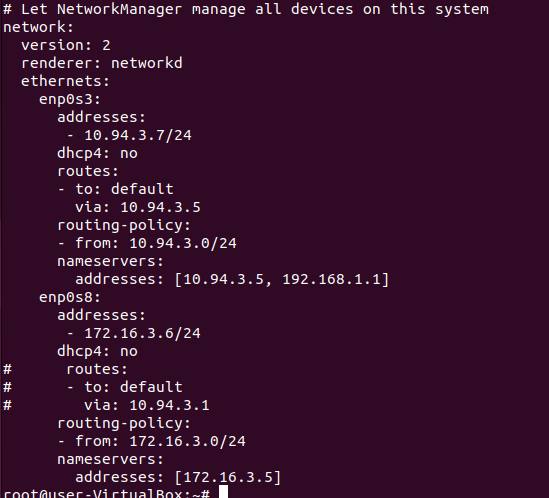 # Let NetworkManager manage all devices on this system
network:
  version: 2
  renderer: networkd
  ethernets:
    enp0s3:
      addresses:
       - 10.94.3.7/24
      dhcp4: no
      routes:
      - to: default
        via: 10.94.3.5
      routing-policy:
      - from: 10.94.3.0/24
      nameservers:
        addresses: [10.94.3.5, 192.168.1.1]
    enp0s8:
      addresses:
       - 172.16.3.6/24
      dhcp4: no
#      routes:
#      - to: default
#        via: 10.94.3.1
      routing-policy:
      - from: 172.16.3.0/24
      nameservers:
        addresses: [172.16.3.5]
root@user-VirtualBox:~#